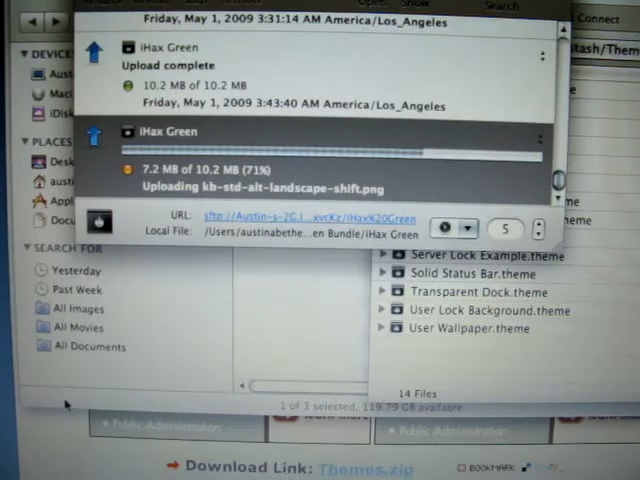 Search
Friday, May 1, 2009 3:31:14 AM America/Los_Angeles
Connect
iHax Green
Upload complete
10.2 MB of 10.2 MB
Friday, May 1, 2009 3:43:40 AM America/Los_Angeles
iHax Green
7.2 MB of 10.2 MB (71%)
Uploading kb-std-alt-landscape-shift.png
URL: sftp://Austin-s-2G.l...xvcKz/iHax%20Green
Local File: /Users/austinabethe...en Bundle/iHax Green
5
DEVICE
Aust
Maci
iDisk
PLACES
Desk
austi
Appl
Docu
SEARCH FOR
Yesterday
Past Week
All Images
All Movies
All Documents
tash/Them
me
Server Lock Example.theme
Solid Status Bar.theme
Transparent Dock.theme
User Lock Background.theme
User Wallpaper.theme
14 Files
1 of 3 selected, 119.79 GB available
Public Administration
Public Administration
Download Link: Themes.zip
BOOKMARK